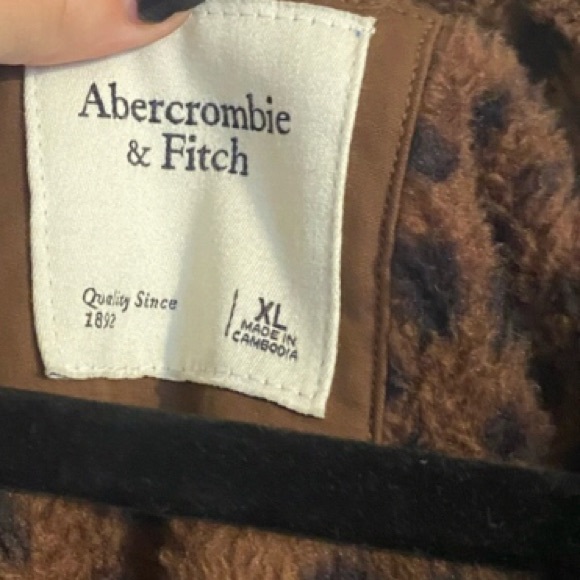 Abercrombie
& Fitch
Quality Since
1892
XL
MADE IN
CAMBODIA